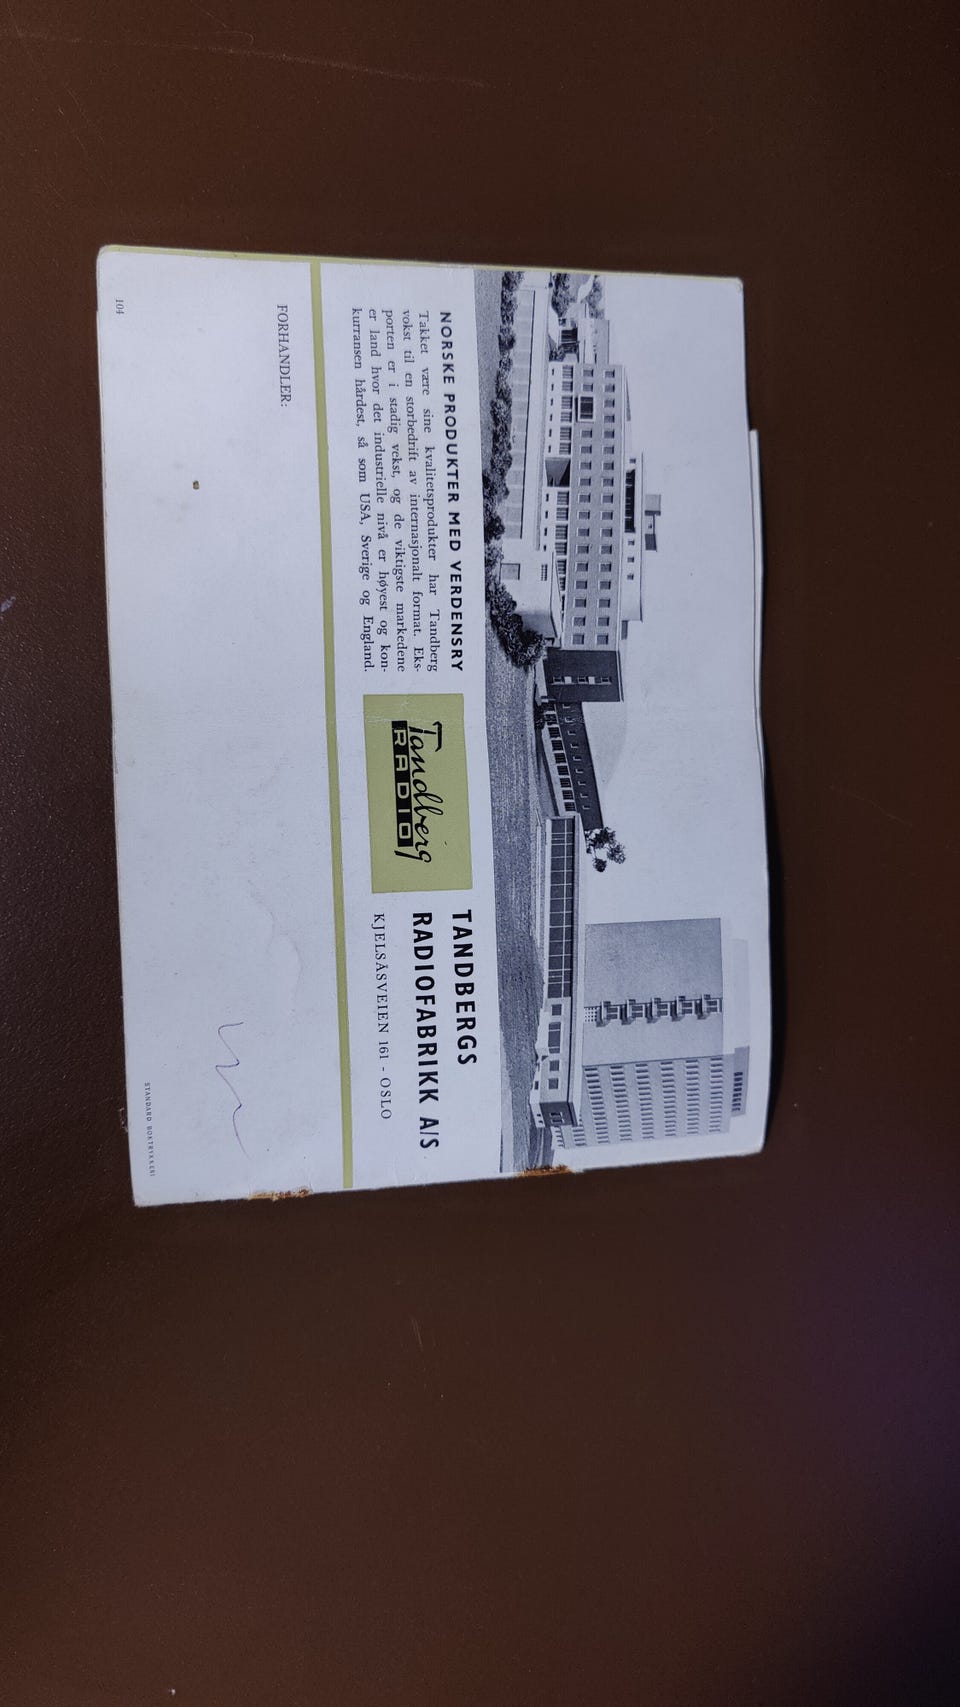 NORSKE PRODUKTER MED VERDENSRY
Takket være sine kvalitetsprodukter har Tandberg
vokst til en storbedrift av internasjonalt format. Eks-
porten er i stadig vekst, og de viktigste markedene
er land hvor det industrielle nivå er høyest og kon-
kurransen hårdest, så som USA, Sverige og England.
Tandberg
RADIO
TANDBERGS
RADIOFABRIKK A/S
KJELSÅSVEIEN 161 - OSLO
FORHANDLER:
104
STANDARD BOKTRYKKERI